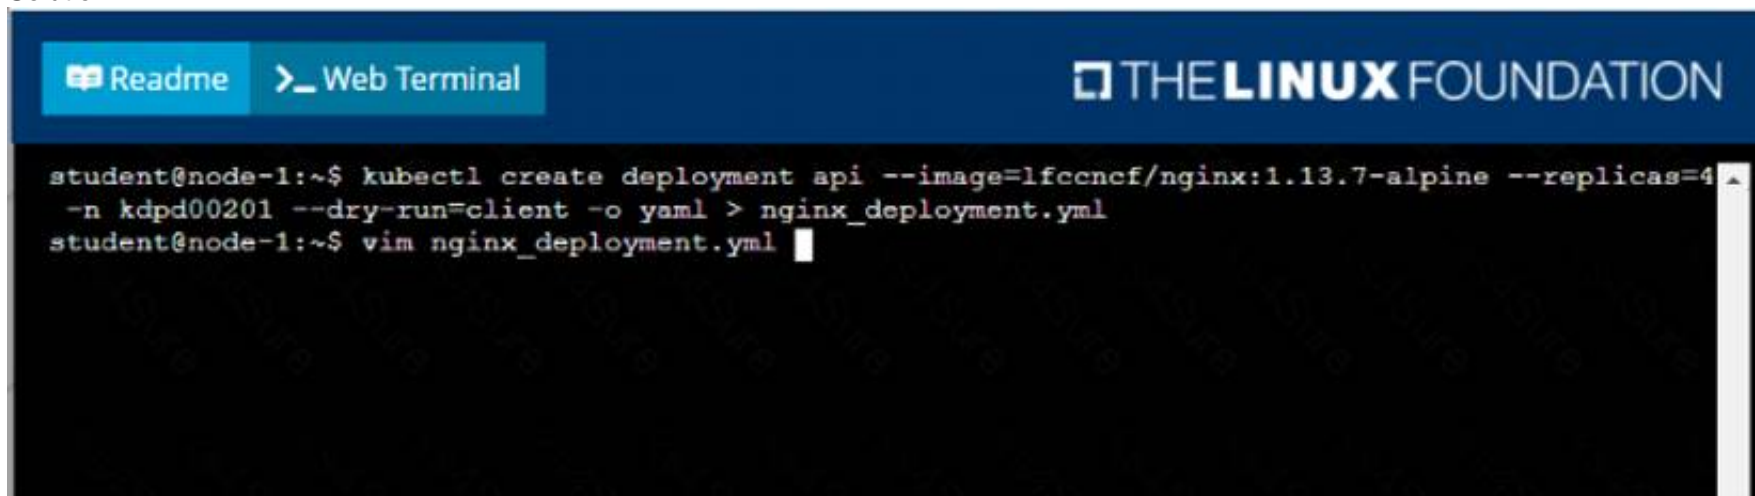 Readme >_ Web Terminal THE LINUX FOUNDATION
student@node-1:~$ kubectl create deployment api --image=lfccncf/nginx:1.13.7-alpine --replicas=4
-n kdpd00201 --dry-run=client -o yaml > nginx_deployment.yml
student@node-1:~$ vim nginx_deployment.yml